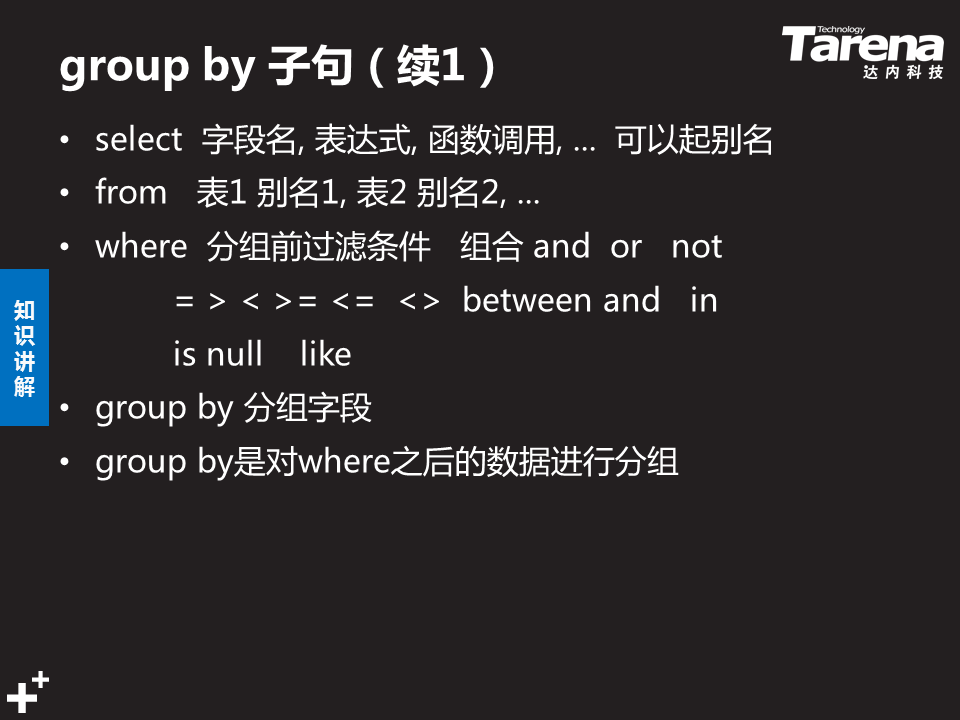 group by 子句（续1）
Technology
Tarena
达内科技
• select 字段名, 表达式, 函数调用, ... 可以起别名
• from 表1 别名1, 表2 别名2, ...
• where 分组前过滤条件 组合 and or not
= > < >= <= <> between and in
is null like
• group by 分组字段
• group by是对where之后的数据进行分组
知
识
讲
解